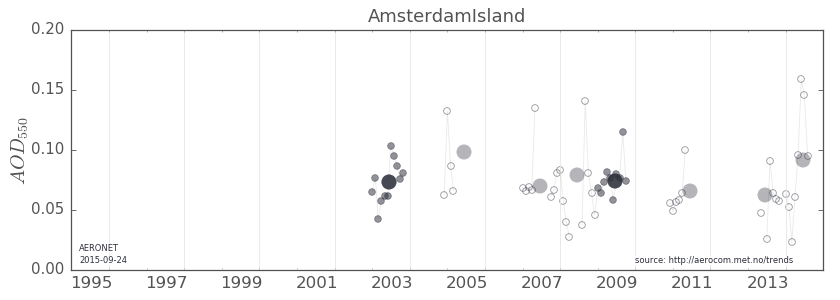 AmsterdamIsland
0.20
0.15
0.10
0.05
0.00
AOD550
AERONET
2015-09-24
source: http://aerocom.met.no/trends
1995 1997 1999 2001 2003 2005 2007 2009 2011 2013